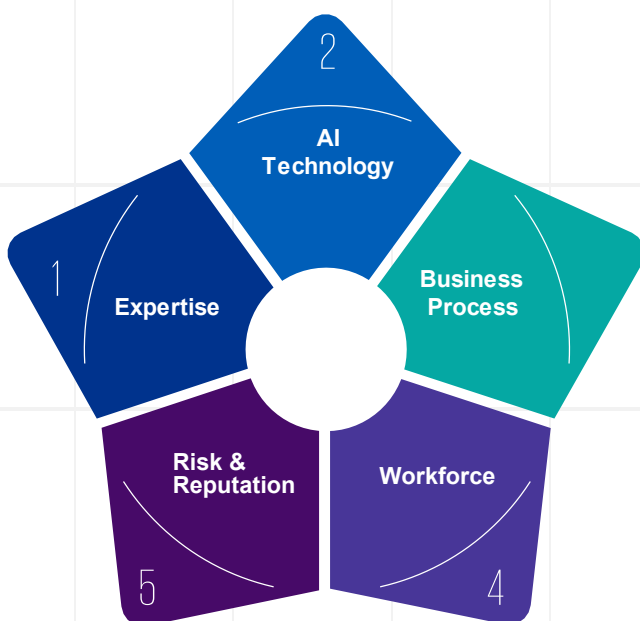 2
AI
Technology
1
Expertise
Business
Process
Risk &
Reputation
5
Workforce
4